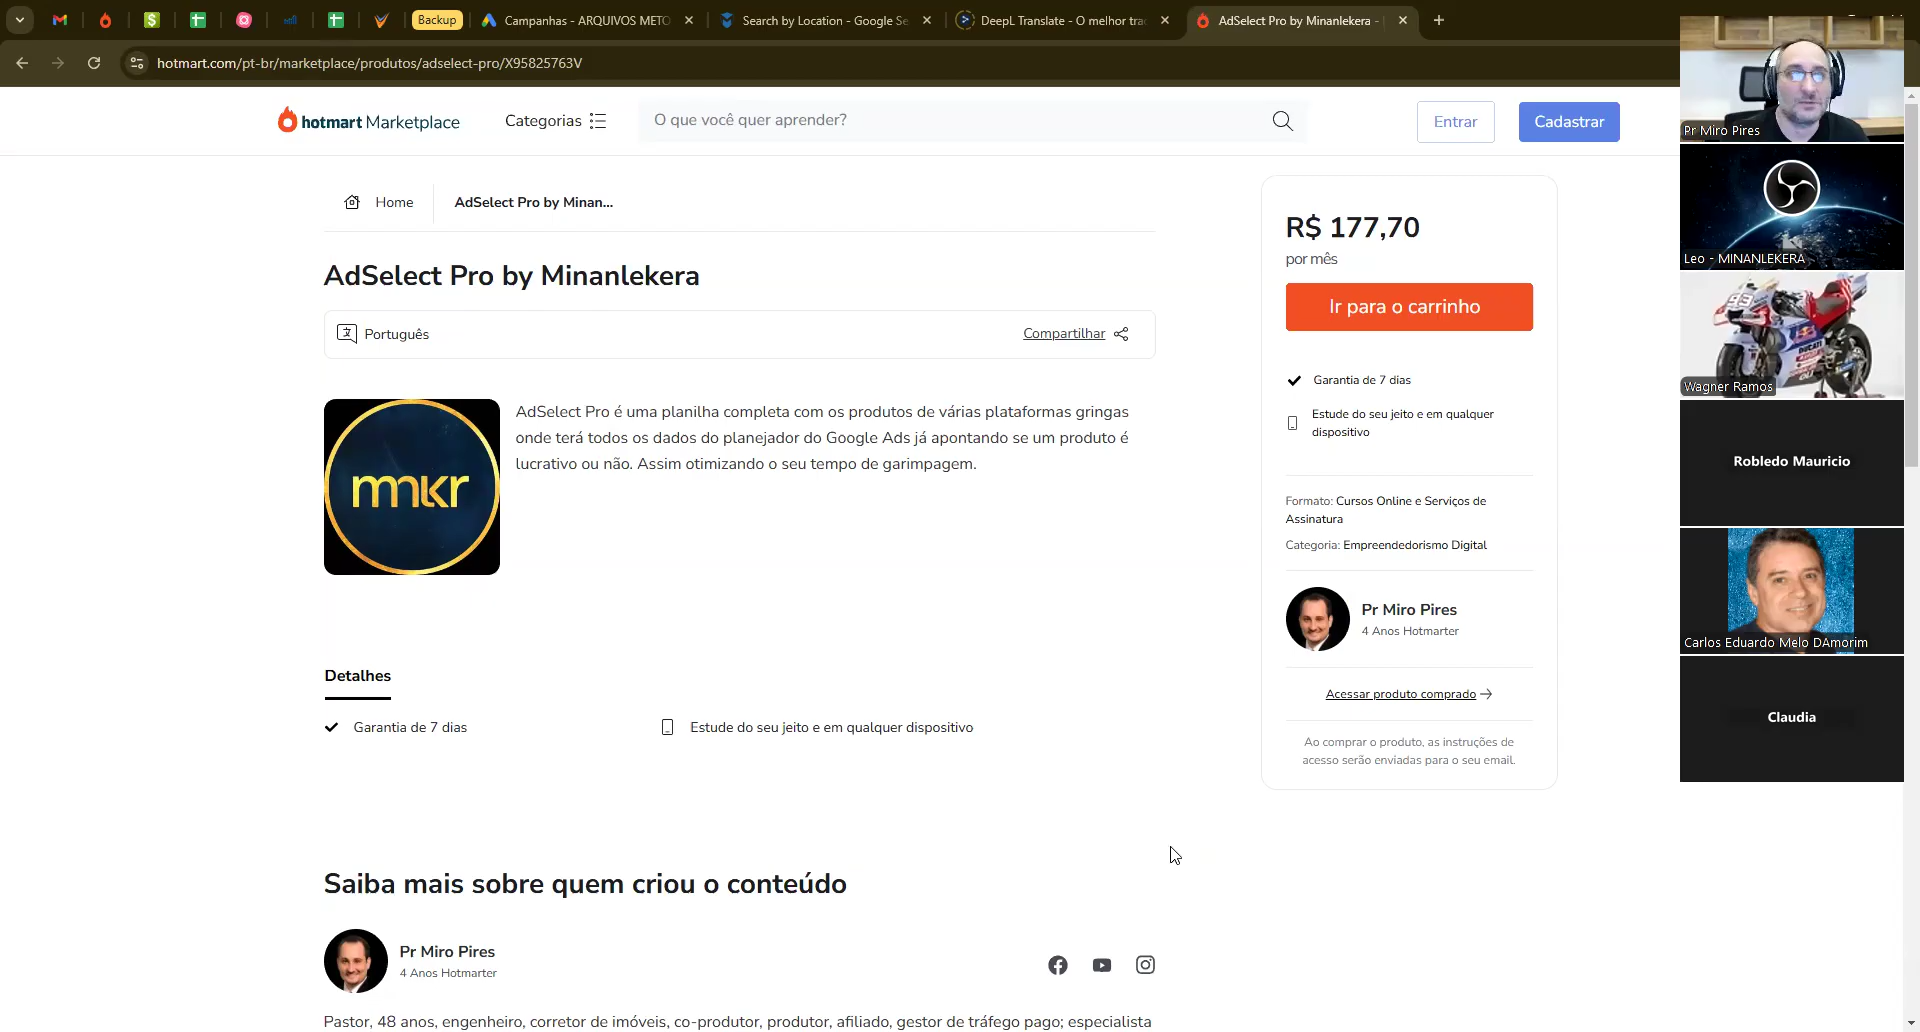 Backup
Campanhas - ARQUIVOS METO
Search by Location - Google Se
DeepL Translate - O melhor tra
AdSelect Pro by Minanlekera -
hotmart.com/pt-br/marketplace/produtos/adselect-pro/X95825763V
hotmart Marketplace
Categorias
O que você quer aprender?
Entrar
Cadastrar
Home
AdSelect Pro by Minan...
AdSelect Pro by Minanlekera
Português
Compartilhar
mnkr
AdSelect Pro é uma planilha completa com os produtos de várias plataformas gringas
onde terá todos os dados do planejador do Google Ads já apontando se um produto é
lucrativo ou não. Assim otimizando o seu tempo de garimpagem.
Detalhes
Garantia de 7 dias
Estude do seu jeito e em qualquer dispositivo
Saiba mais sobre quem criou o conteúdo
Pr Miro Pires
4 Anos Hotmarter
Pastor, 48 anos, engenheiro, corretor de imóveis, co-produtor, produtor, afiliado, gestor de tráfego pago; especialista
R$ 177,70
por mês
Ir para o carrinho
Garantia de 7 dias
Estude do seu jeito e em qualquer
dispositivo
Formato: Cursos Online e Serviços de
Assinatura
Categoria: Empreendedorismo Digital
Pr Miro Pires
4 Anos Hotmarter
Acessar produto comprado
Ao comprar o produto, as instruções de
acesso serão enviadas para o seu email.
Pr Miro Pires
Leo - MINANLEKERA
93
DUCATI
Wagner Ramos
Robledo Mauricio
Carlos Eduardo Melo DAmorim
Claudia